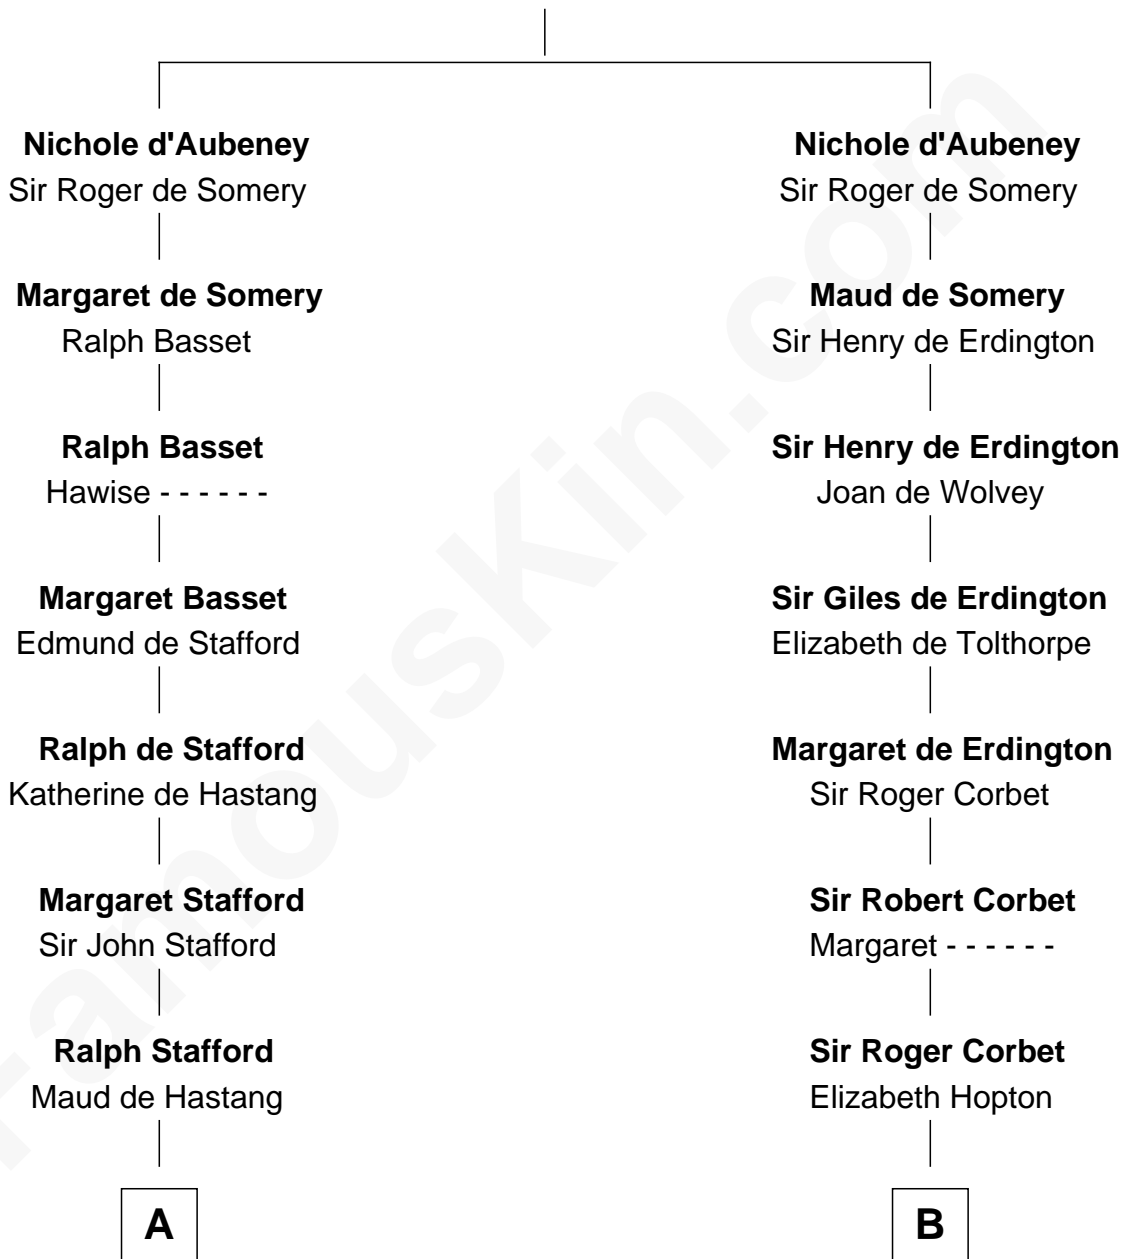 Nichole d'Aubeney
Sir Roger de Somery
Margaret de Somery
Ralph Basset
Ralph Basset
Hawise - - - - - -
Margaret Basset
Edmund de Stafford
Ralph de Stafford
Katherine de Hastang
Margaret Stafford
Sir John Stafford
Ralph Stafford
Maud de Hastang
A
Nichole d'Aubeney
Sir Roger de Somery
Maud de Somery
Sir Henry de Erdington
Sir Henry de Erdington
Joan de Wolvey
Sir Giles de Erdington
Elizabeth de Tolthorpe
Margaret de Erdington
Sir Roger Corbet
Sir Robert Corbet
Margaret - - - - - -
Sir Roger Corbet
Elizabeth Hopton
B
FamousKin.com